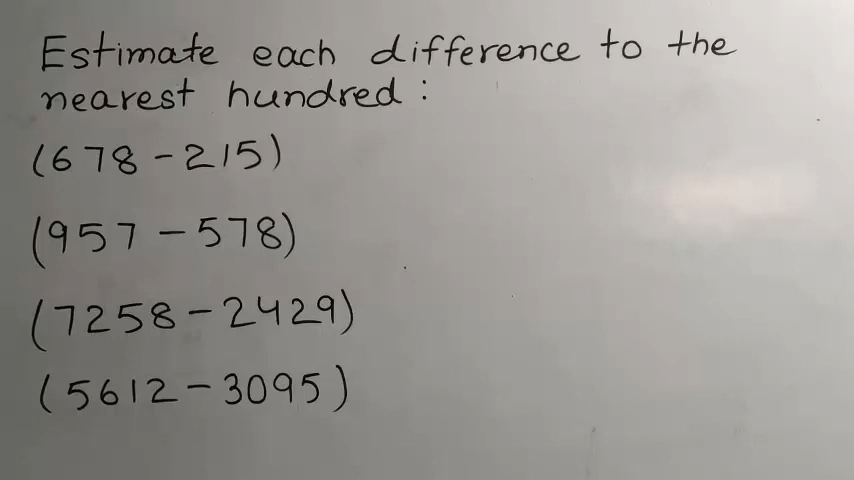 Estimate each difference to the
nearest hundred :
(678 - 215)
(957 - 578)
(7258 - 2429)
(5612 - 3095)